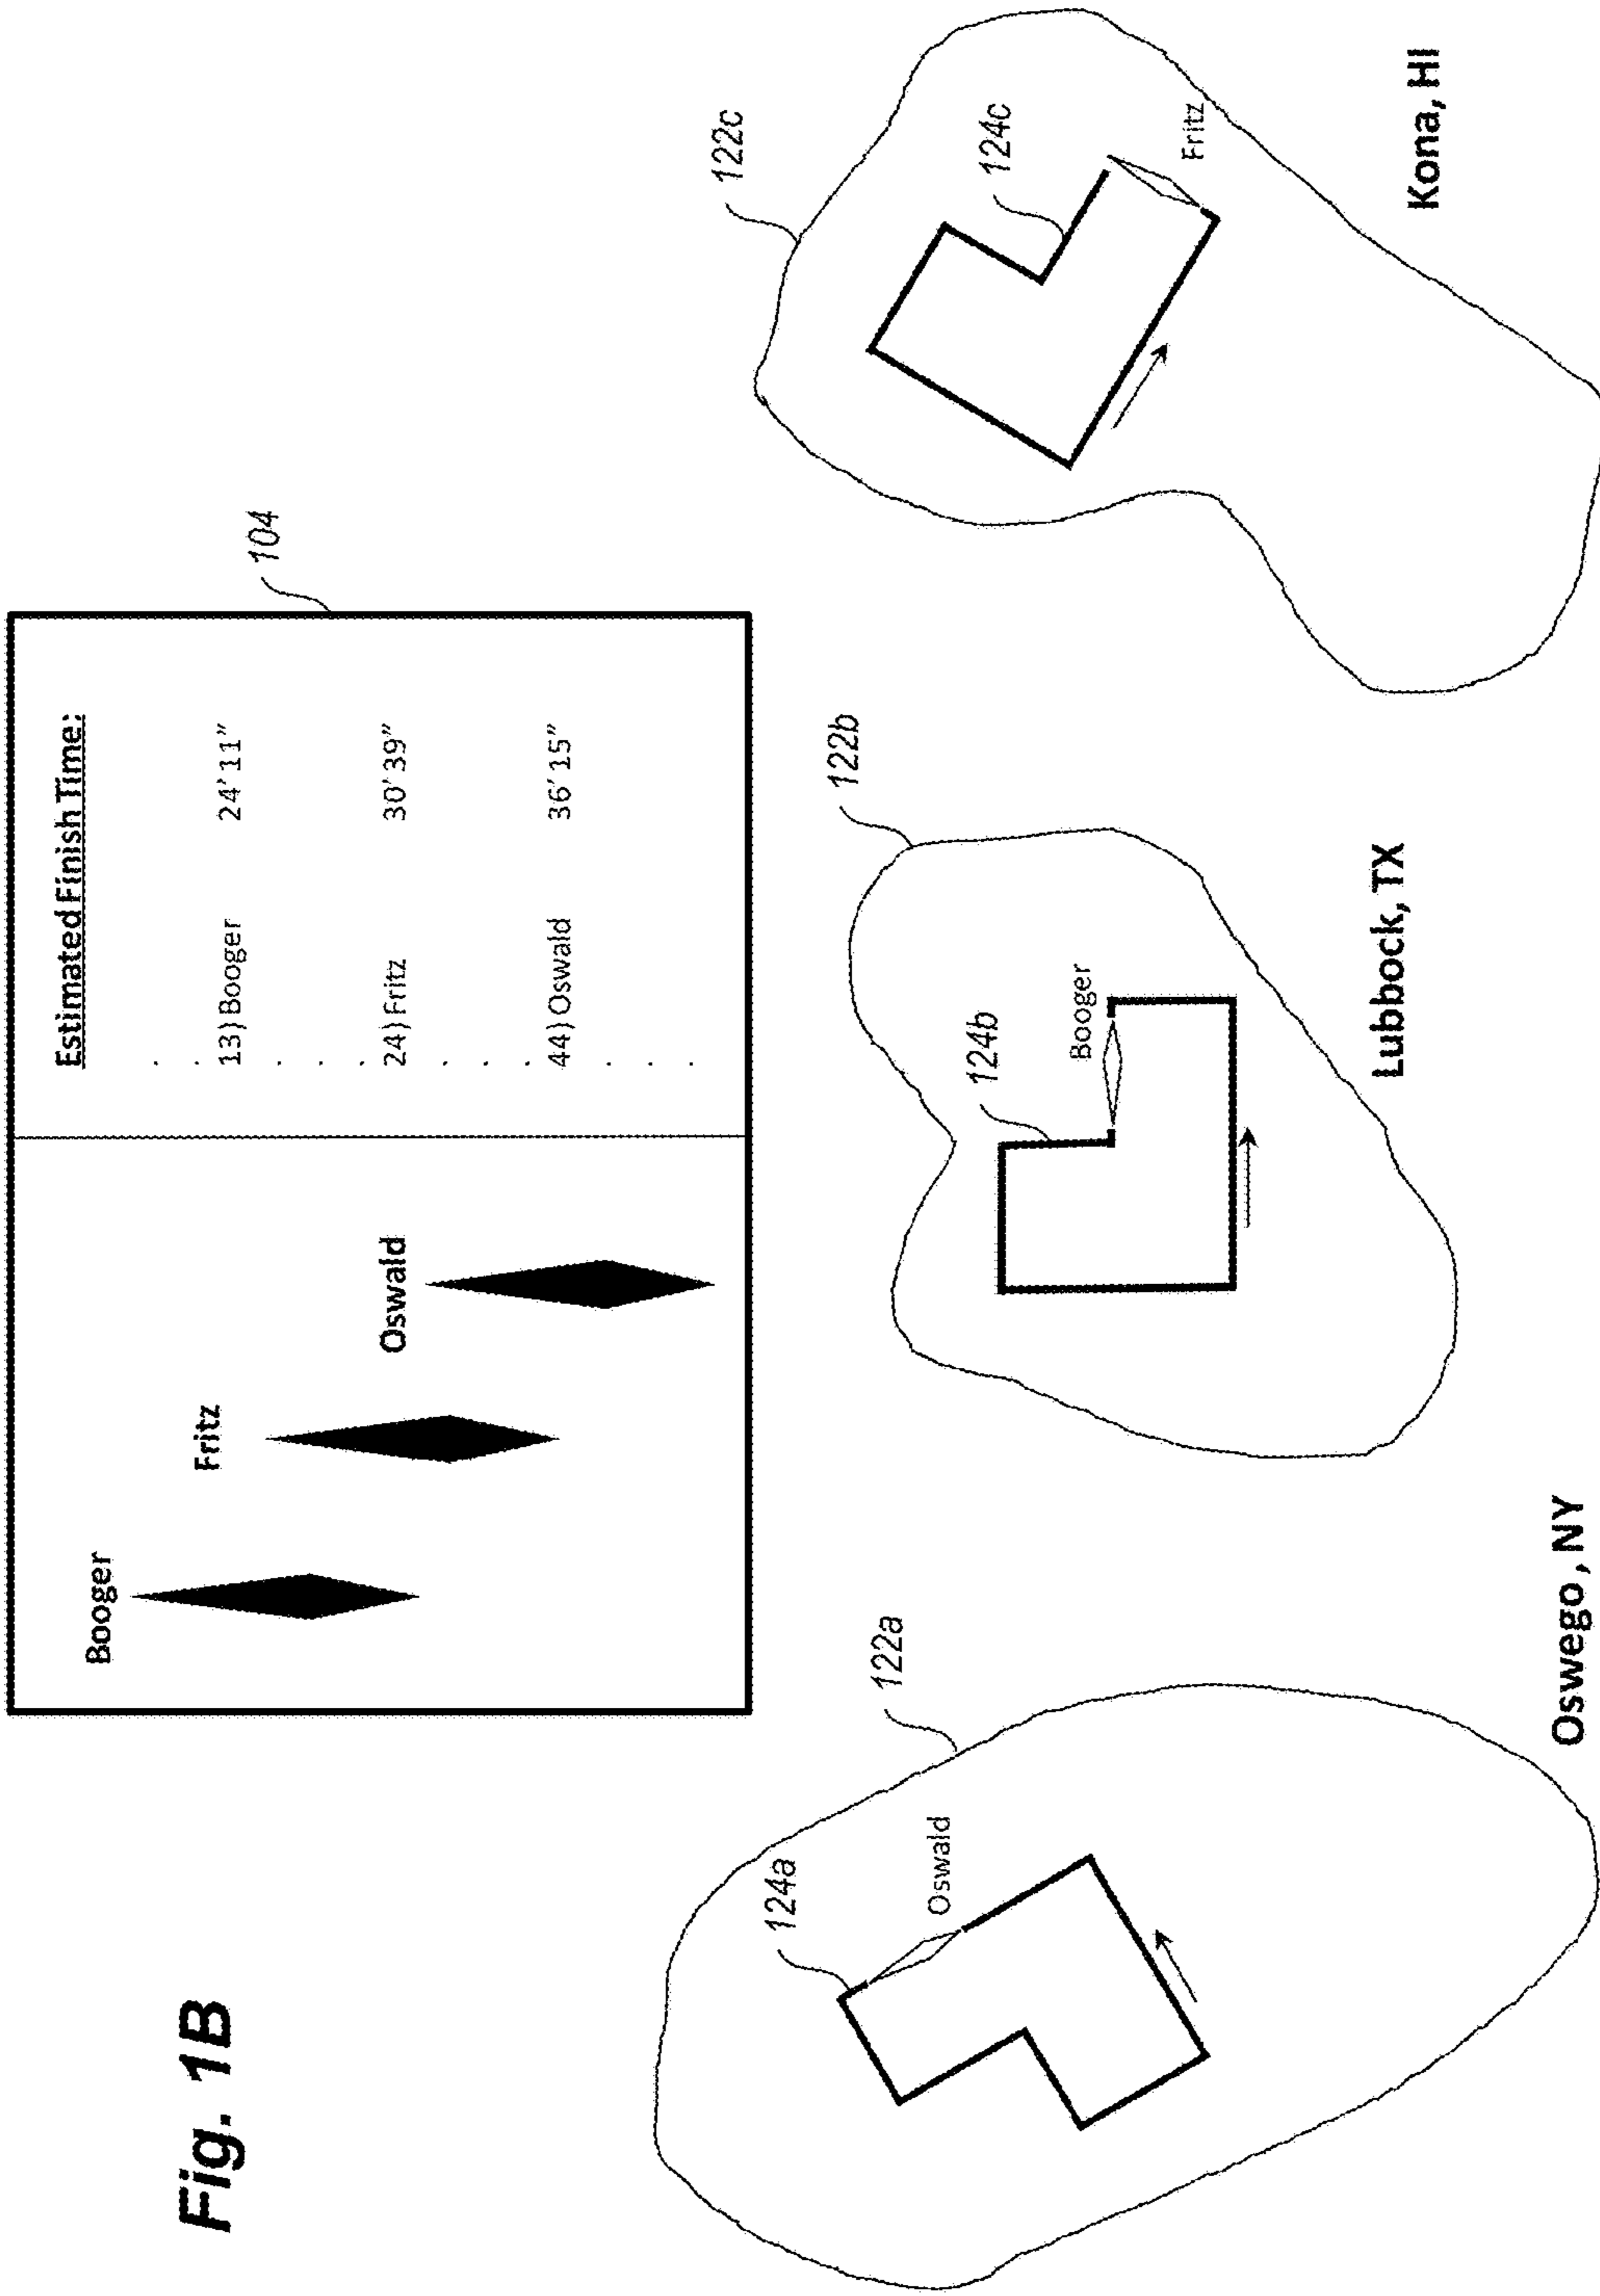 Fig. 1B
Booger
Fritz
Oswald
Estimated Finish Time:
.
. 13) Booger 24' 11"
.
.
. 24) Fritz 30' 39"
.
.
. 44) Oswald 36' 15"
.
.
.
104
122a
124a
Oswald
Oswego, NY
122b
124b
Booger
Lubbock, TX
122c
124c
Fritz
Kona, HI